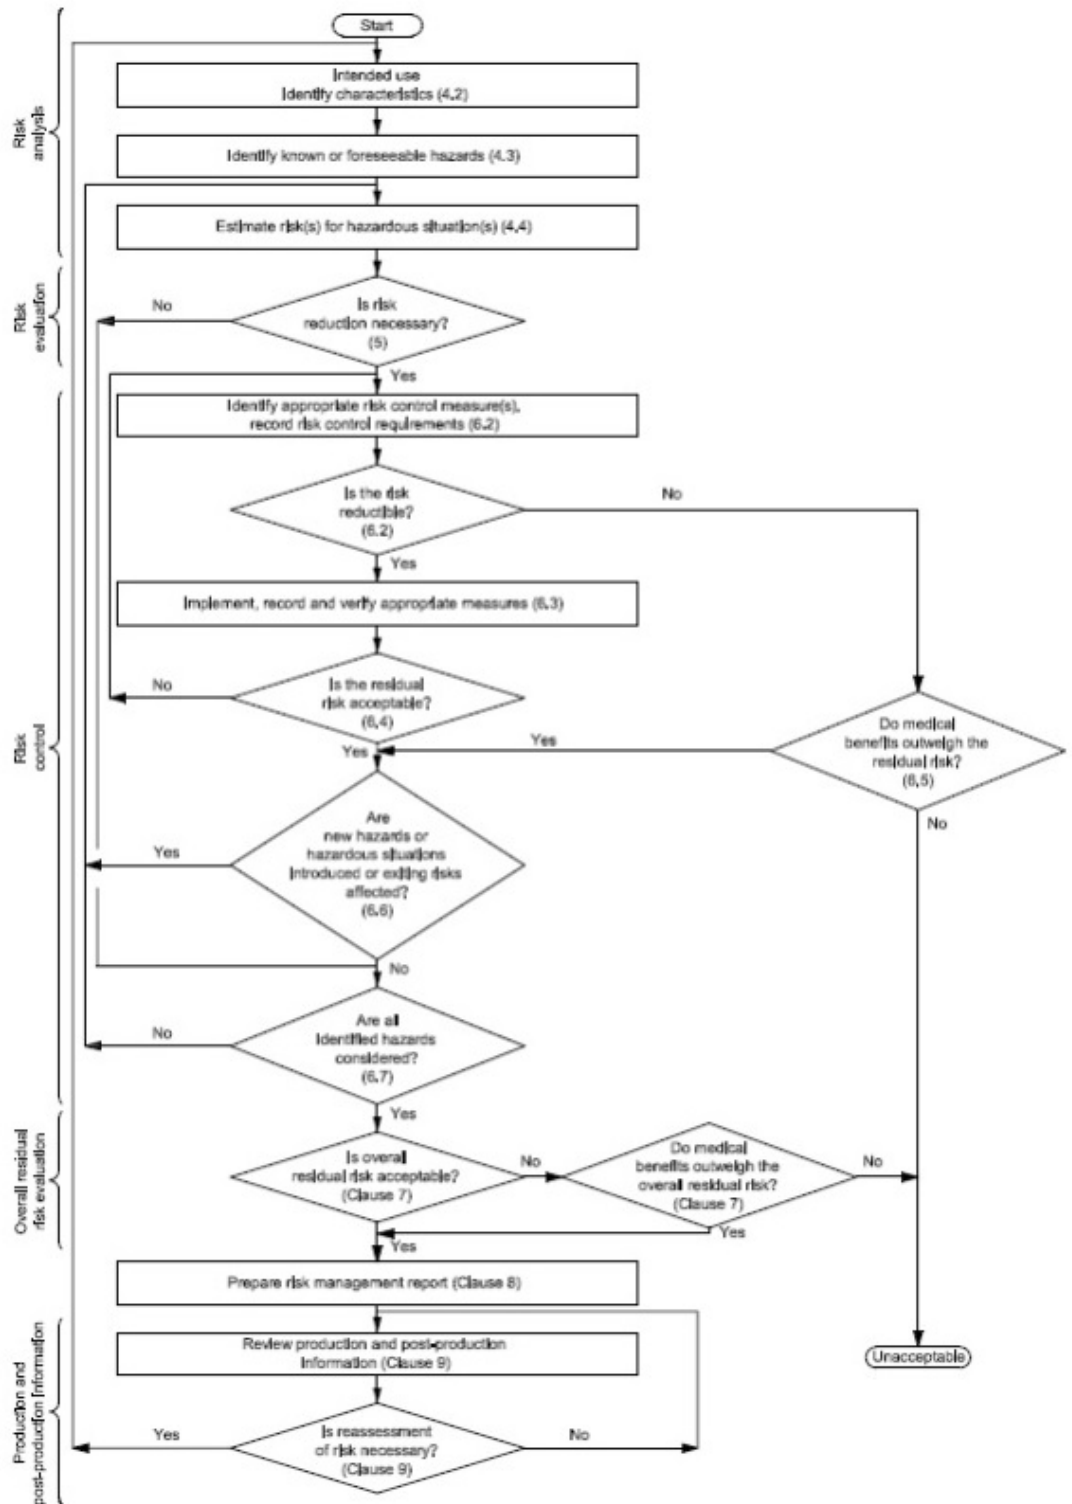 Start
Intended use
Identify characteristics (4.2)
Identify known or foreseeable hazards (4.3)
Estimate risk(s) for hazardous situation(s) (4.4)
Risk
analysis
Is risk
reduction necessary?
(5)
No
Yes
Risk
evaluation
Identify appropriate risk control measure(s),
record risk control requirements (6.2)
Is the risk
reductible?
(6.2)
No
Yes
Implement, record and verify appropriate measures (6.3)
Is the residual
risk acceptable?
(6.4)
No
Yes
Do medical
benefits outweigh the
residual risk?
(6.5)
Yes
No
Risk
control
Are
new hazards or
hazardous situations
introduced or exiting risks
affected?
(6.6)
Yes
No
Are all
identified hazards
considered?
(6.7)
No
Yes
Overall residual
risk evaluation
Is overall
residual risk acceptable?
(Clause 7)
No
Yes
Do medical
benefits outweigh the
overall residual risk?
(Clause 7)
No
Yes
Prepare risk management report (Clause 8)
Review production and post-production
information (Clause 9)
Unacceptable
Production and
post-production information
Is reassessment
of risk necessary?
(Clause 9)
Yes
No